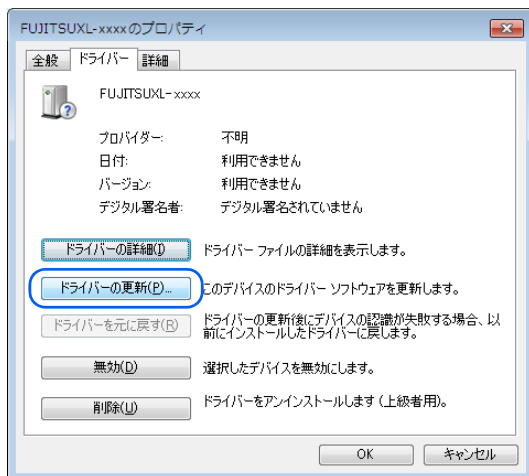 FUJITSUXL-xxxxのプロパティ
全般 ドライバー 詳細
FUJITSUXL-xxxx
プロバイダー: 不明
日付: 利用できません
バージョン: 利用できません
デジタル署名者: デジタル署名されていません
ドライバーの詳細(I) ドライバー ファイルの詳細を表示します。
ドライバーの更新(P)... このデバイスのドライバー ソフトウェアを更新します。
ドライバーを元に戻す(R) ドライバーの更新後にデバイスの認識が失敗する場合、以
前にインストールしたドライバーに戻します。
無効(D) 選択したデバイスを無効にします。
削除(U) ドライバーをアンインストールします (上級者用)。
OK キャンセル